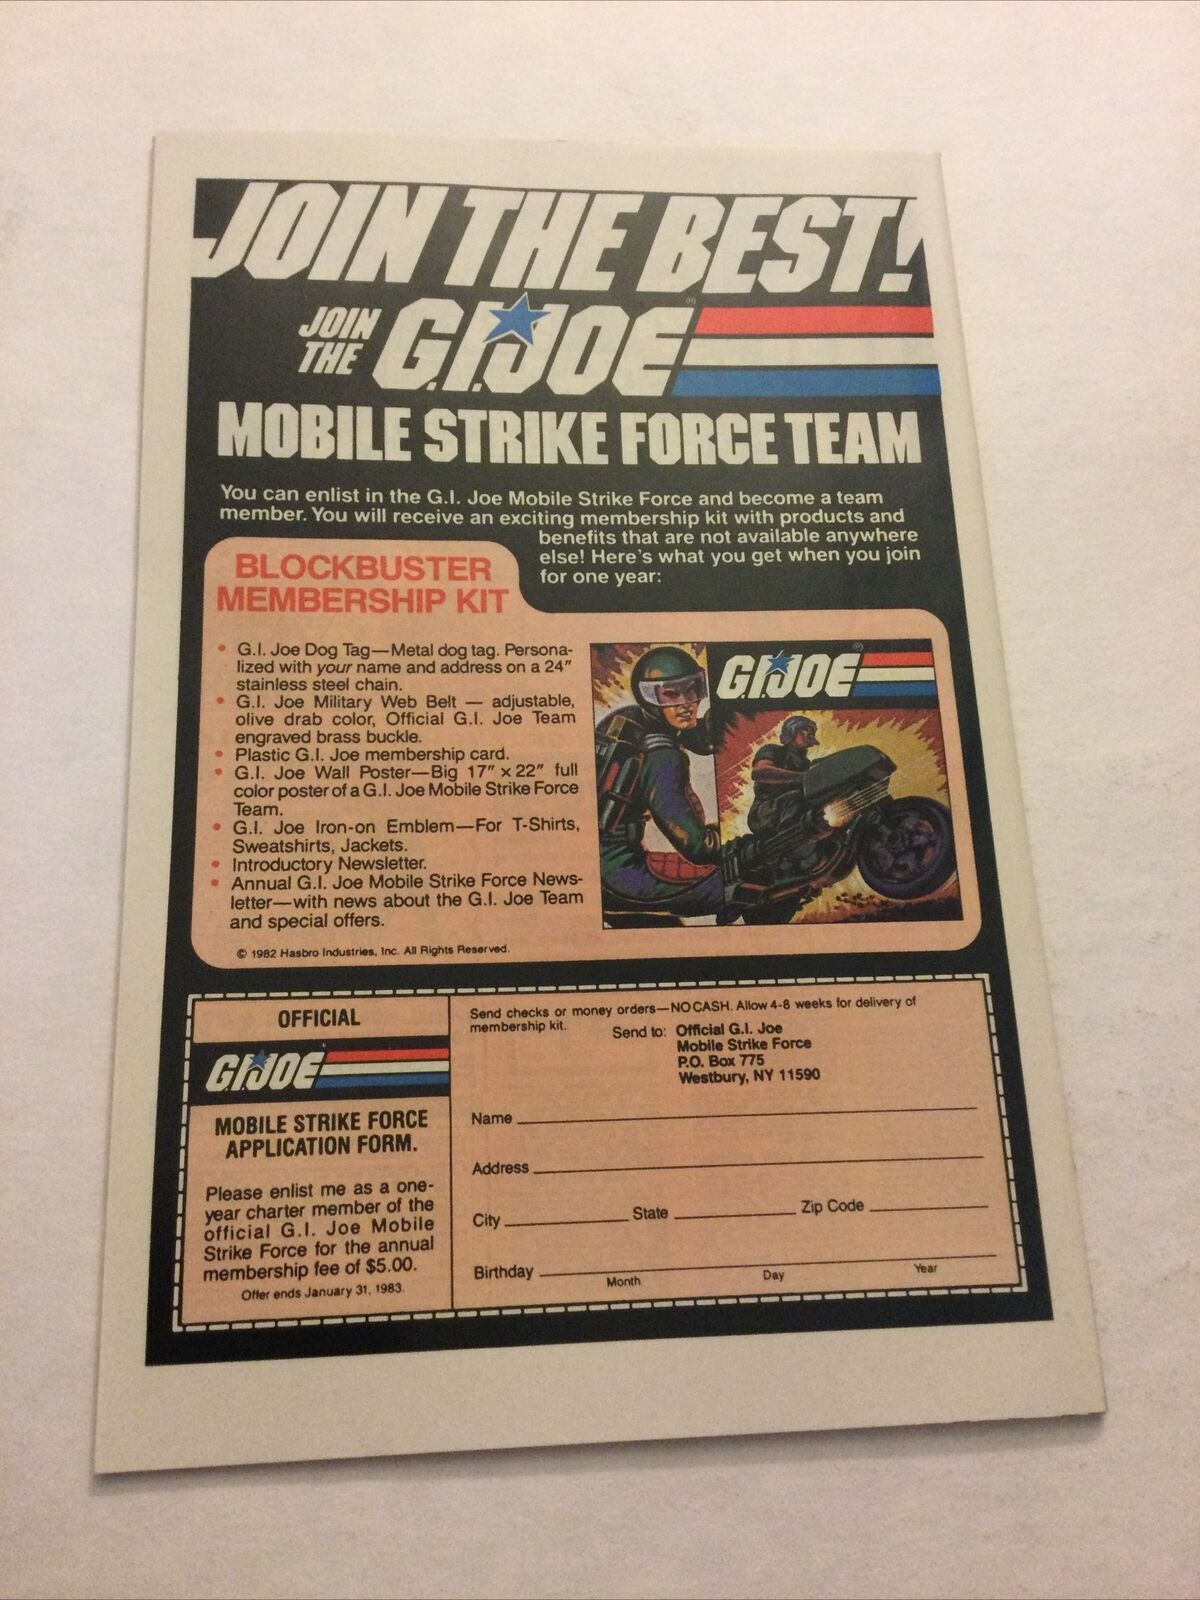 JOIN THE BEST!
JOIN
THE
G.I. JOE
MOBILE STRIKE FORCE TEAM
You can enlist in the G.I. Joe Mobile Strike Force and become a team
member. You will receive an exciting membership kit with products and
benefits that are not available anywhere
else! Here's what you get when you join
for one year:
BLOCKBUSTER
MEMBERSHIP KIT
• G.I. Joe Dog Tag—Metal dog tag. Persona-
lized with your name and address on a 24″
stainless steel chain.
• G.I. Joe Military Web Belt — adjustable,
olive drab color, Official G.I. Joe Team
engraved brass buckle.
• Plastic G.I. Joe membership card.
• G.I. Joe Wall Poster—Big 17″ × 22″ full
color poster of a G.I. Joe Mobile Strike Force
Team.
• G.I. Joe Iron-on Emblem—For T-Shirts,
Sweatshirts, Jackets.
• Introductory Newsletter.
• Annual G.I. Joe Mobile Strike Force News-
letter—with news about the G.I. Joe Team
and special offers.
G.I. JOE
© 1982 Hasbro Industries, Inc. All Rights Reserved.
OFFICIAL
G.I. JOE
MOBILE STRIKE FORCE
APPLICATION FORM.
Please enlist me as a one-
year charter member of the
official G.I. Joe Mobile
Strike Force for the annual
membership fee of $5.00.
Offer ends January 31, 1983.
Send checks or money orders—NO CASH. Allow 4-8 weeks for delivery of
membership kit.
Send to: Official G.I. Joe
Mobile Strike Force
P.O. Box 775
Westbury, NY 11590
Name
Address
City State Zip Code
Birthday
Month Day Year